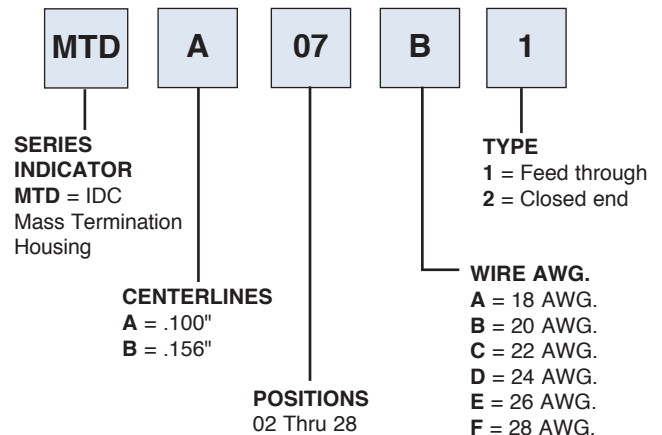 MTD A 07 B 1
SERIES
INDICATOR
MTD = IDC
Mass Termination
Housing
CENTERLINES
A = .100"
B = .156"
POSITIONS
02 Thru 28
TYPE
1 = Feed through
2 = Closed end
WIRE AWG.
A = 18 AWG.
B = 20 AWG.
C = 22 AWG.
D = 24 AWG.
E = 26 AWG.
F = 28 AWG.